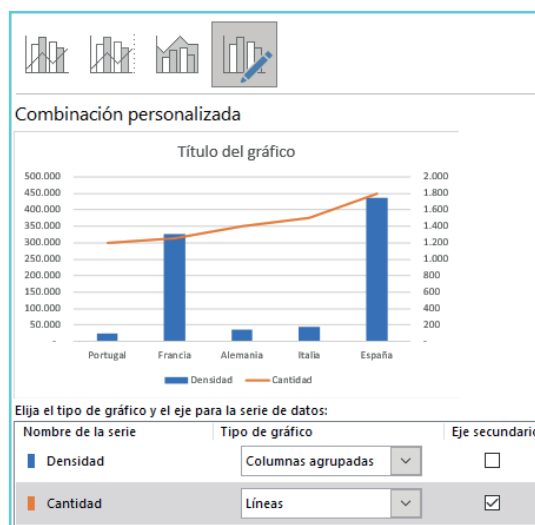 Combinación personalizada
Título del gráfico
500.000 2.000
450.000 1.800
400.000 1.600
350.000 1.400
300.000 1.200
250.000 1.000
200.000 800
150.000 600
100.000 400
50.000 200
- -
Portugal Francia Alemania Italia España
Densidad Cantidad
Elija el tipo de gráfico y el eje para la serie de datos:
Nombre de la serie Tipo de gráfico Eje secundario
Densidad Columnas agrupadas
Cantidad Líneas